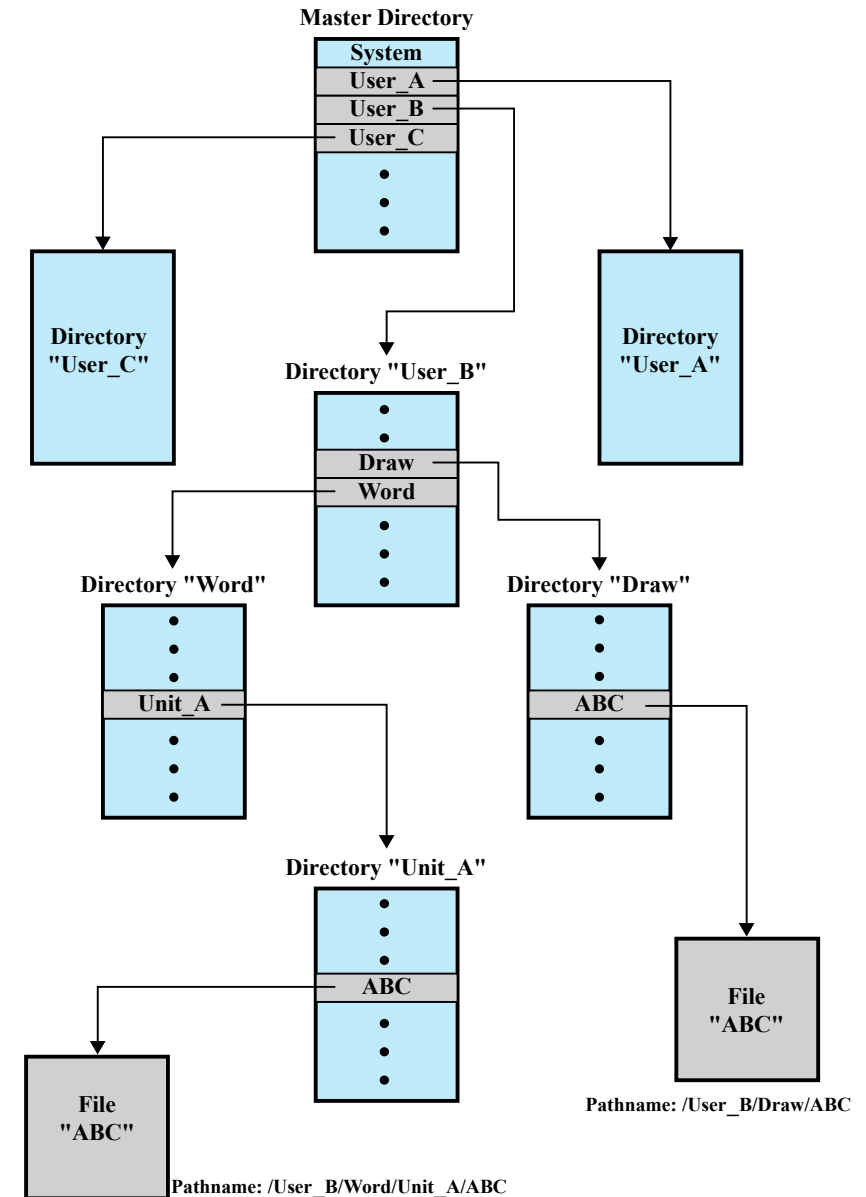 Master Directory
System
User_A
User_B
User_C
Directory
"User_C"
Directory
"User_A"
Directory "User_B"
Draw
Word
Directory "Word"
Directory "Draw"
Unit_A
ABC
Directory "Unit_A"
ABC
File
"ABC"
Pathname: /User_B/Draw/ABC
File
"ABC"
Pathname: /User_B/Word/Unit_A/ABC